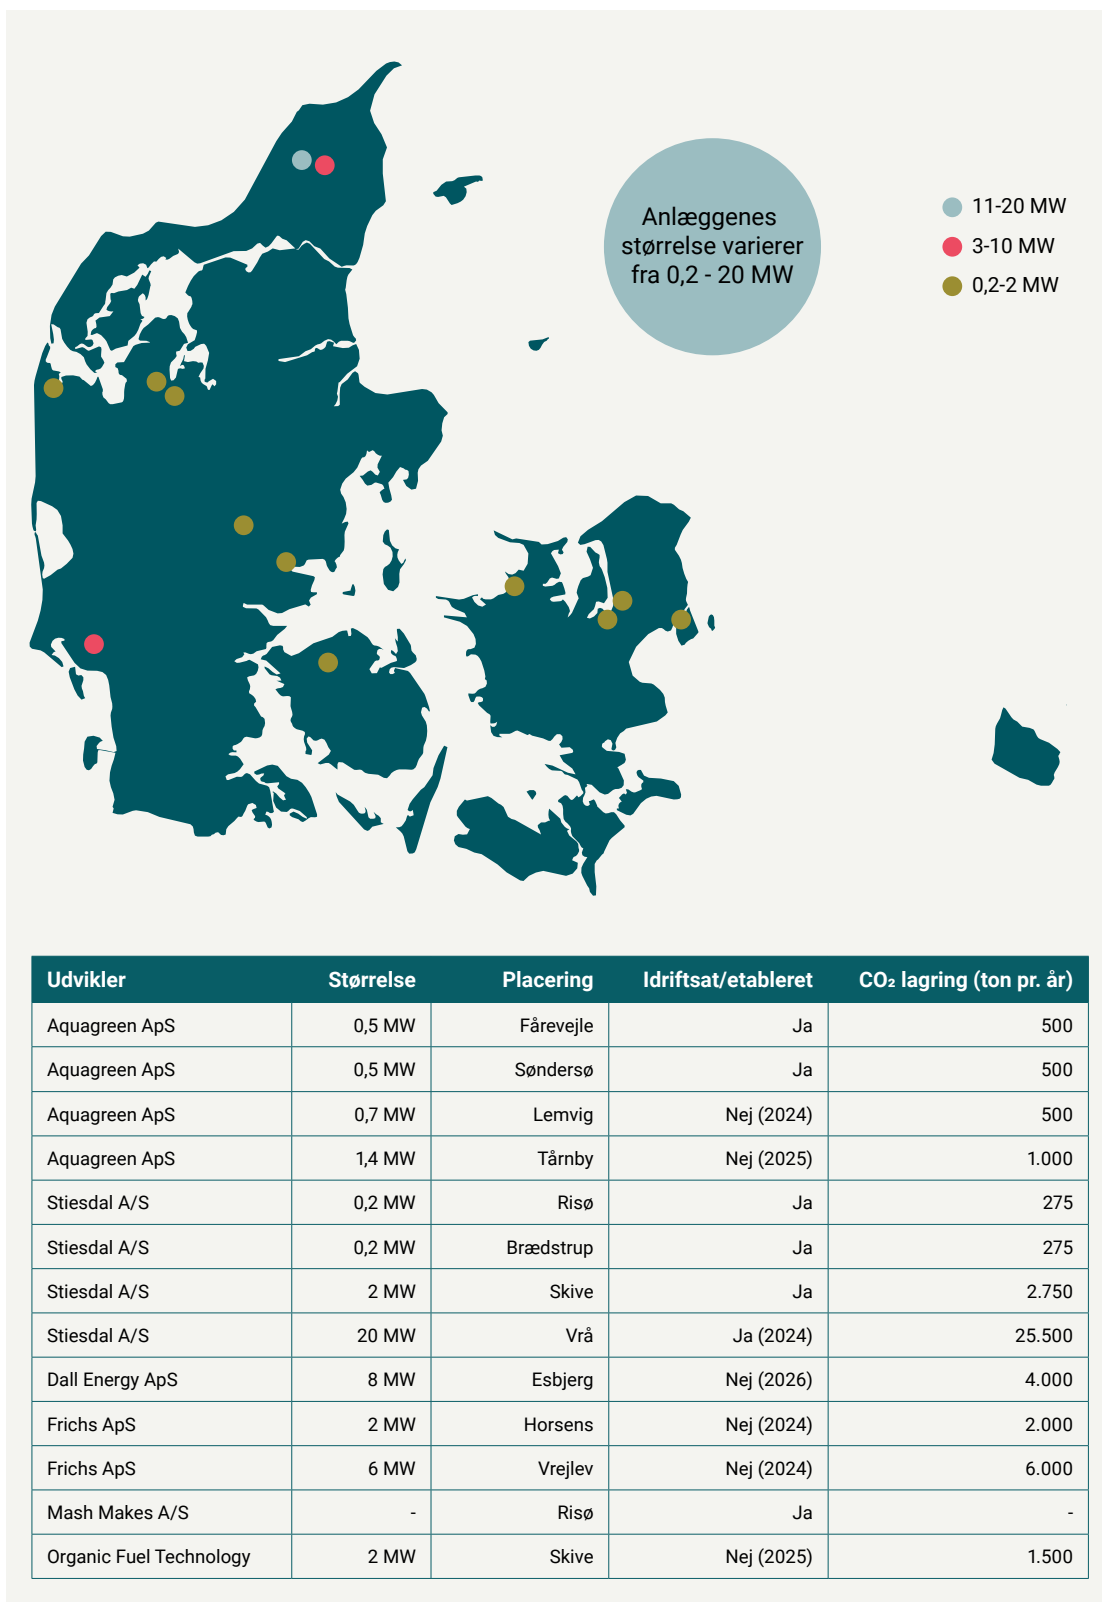 Anlæggenes
størrelse varierer
fra 0,2 - 20 MW
11-20 MW
3-10 MW
0,2-2 MW
Udvikler Størrelse Placering Idriftsat/etableret CO₂ lagring (ton pr. år)
Aquagreen ApS 0,5 MW Fårevejle Ja 500
Aquagreen ApS 0,5 MW Søndersø Ja 500
Aquagreen ApS 0,7 MW Lemvig Nej (2024) 500
Aquagreen ApS 1,4 MW Tårnby Nej (2025) 1.000
Stiesdal A/S 0,2 MW Risø Ja 275
Stiesdal A/S 0,2 MW Brædstrup Ja 275
Stiesdal A/S 2 MW Skive Ja 2.750
Stiesdal A/S 20 MW Vrå Ja (2024) 25.500
Dall Energy ApS 8 MW Esbjerg Nej (2026) 4.000
Frichs ApS 2 MW Horsens Nej (2024) 2.000
Frichs ApS 6 MW Vrejlev Nej (2024) 6.000
Mash Makes A/S - Risø Ja -
Organic Fuel Technology 2 MW Skive Nej (2025) 1.500